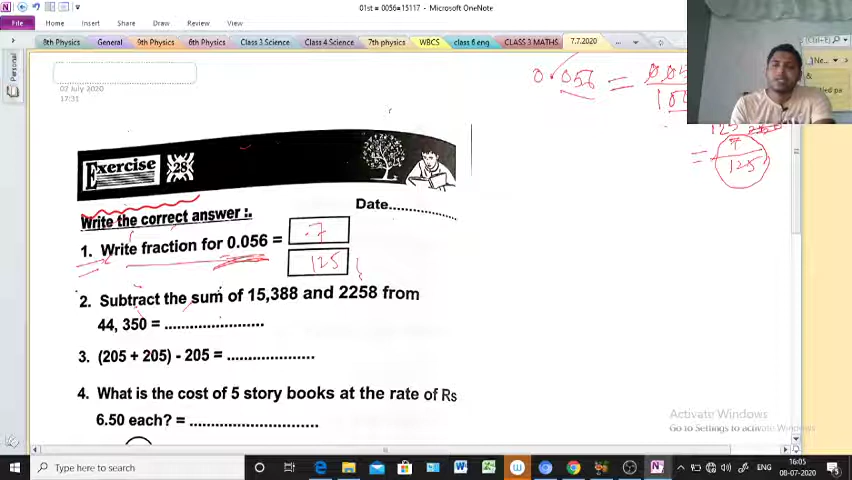 01st = 0056=15117 - OneNote
File Home Insert Draw History Review View
8th Physics General 9th Physics 6th Physics Class 3 Science Class 4 Science 7th physics WBCS class 6 eng CLASS 3 MATHS 7.7.2020
Personal
02 July 2020
17:31
0.056 =
Exercise 28
Date
Write the correct answer :.
1. Write fraction for 0.056 = 7
125
= 7
125
2. Subtract the sum of 15,388 and 2258 from
44, 350 = ........................
3. (205 + 205) - 205 = .....................
4. What is the cost of 5 story books at the rate of Rs
6.50 each? = ...............................
Activate Windows
Go to Settings to activate Windows.
Type here to search
ENG
16:05
08-07-2020